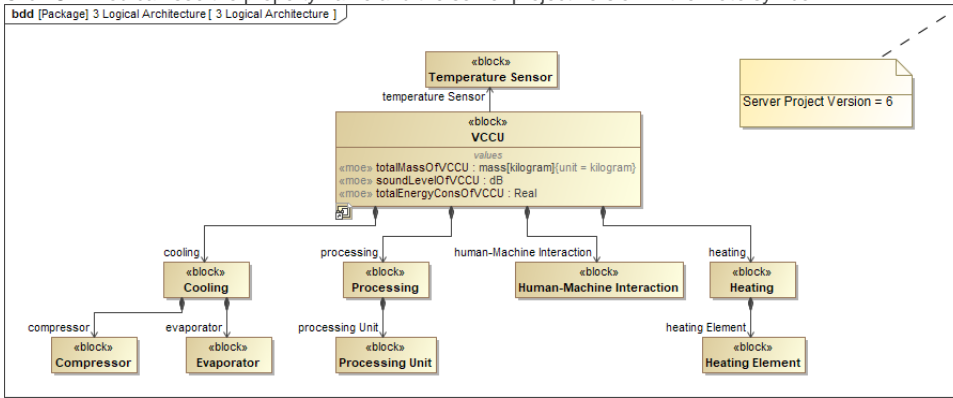 bdd [Package] 3 Logical Architecture [ 3 Logical Architecture ]
«block»
Temperature Sensor
temperature Sensor
Server Project Version = 6
«block»
VCCU
values
«moe» totalMassOfVCCU : mass[kilogram]{unit = kilogram}
«moe» soundLevelOfVCCU : dB
«moe» totalEnergyConsOfVCCU : Real
cooling
processing
human-Machine Interaction
heating
«block»
Cooling
«block»
Processing
«block»
Human-Machine Interaction
«block»
Heating
compressor
evaporator
processing Unit
heating Element
«block»
Compressor
«block»
Evaporator
«block»
Processing Unit
«block»
Heating Element